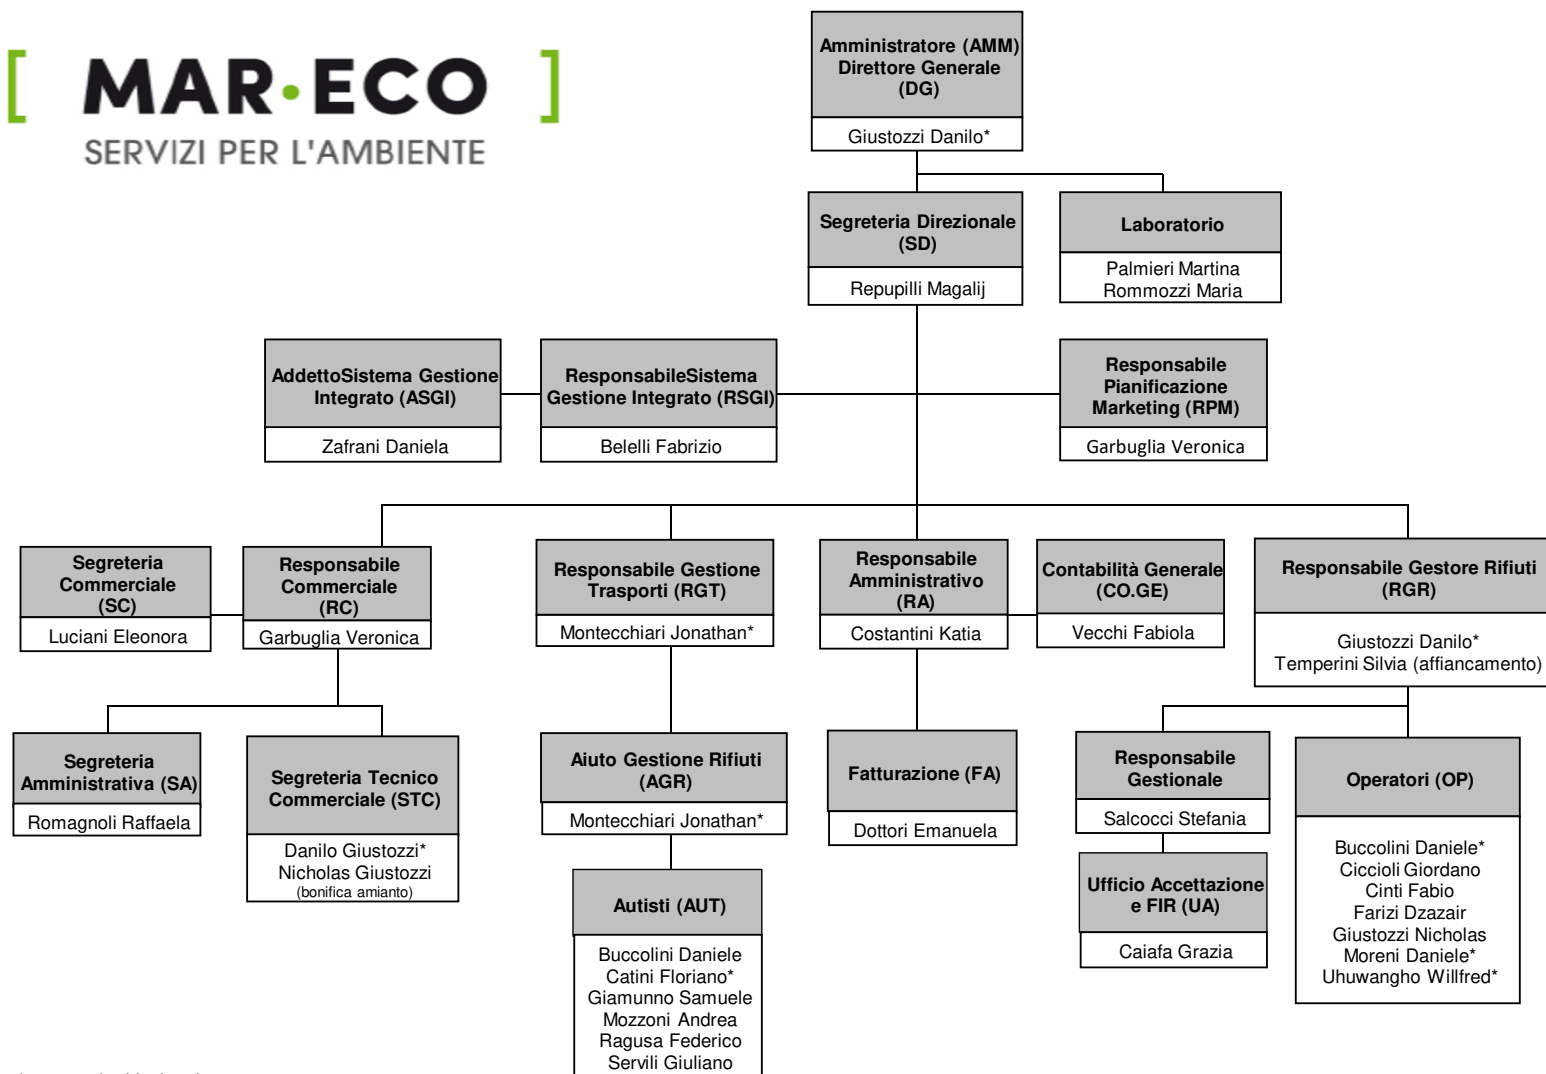 [ MAR·ECO ]
SERVIZI PER L'AMBIENTE
Amministratore (AMM)
Direttore Generale
(DG)
Giustozzi Danilo*
Segreteria Direzionale
(SD)
Repupilli Magalij
Laboratorio
Palmieri Martina
Rommozzi Maria
AddettoSistema Gestione
Integrato (ASGI)
Zafrani Daniela
ResponsabileSistema
Gestione Integrato (RSGI)
Belelli Fabrizio
Responsabile
Pianificazione
Marketing (RPM)
Garbuglia Veronica
Segreteria
Commerciale
(SC)
Luciani Eleonora
Responsabile
Commerciale
(RC)
Garbuglia Veronica
Responsabile Gestione
Trasporti (RGT)
Montecchiari Jonathan*
Responsabile
Amministrativo
(RA)
Costantini Katia
Contabilità Generale
(CO.GE)
Vecchi Fabiola
Responsabile Gestore Rifiuti
(RGR)
Giustozzi Danilo*
Temperini Silvia (affiancamento)
Segreteria
Amministrativa (SA)
Romagnoli Raffaela
Segreteria Tecnico
Commerciale (STC)
Danilo Giustozzi*
Nicholas Giustozzi
(bonifica amianto)
Aiuto Gestione Rifiuti
(AGR)
Montecchiari Jonathan*
Autisti (AUT)
Buccolini Daniele
Catini Floriano*
Giamunno Samuele
Mozzoni Andrea
Ragusa Federico
Servili Giuliano
Fatturazione (FA)
Dottori Emanuela
Responsabile
Gestionale
Salcocci Stefania
Ufficio Accettazione
e FIR (UA)
Caiafa Grazia
Operatori (OP)
Buccolini Daniele*
Ciccioli Giordano
Cinti Fabio
Farizi Dzazair
Giustozzi Nicholas
Moreni Daniele*
Uhuwangho Willfred*